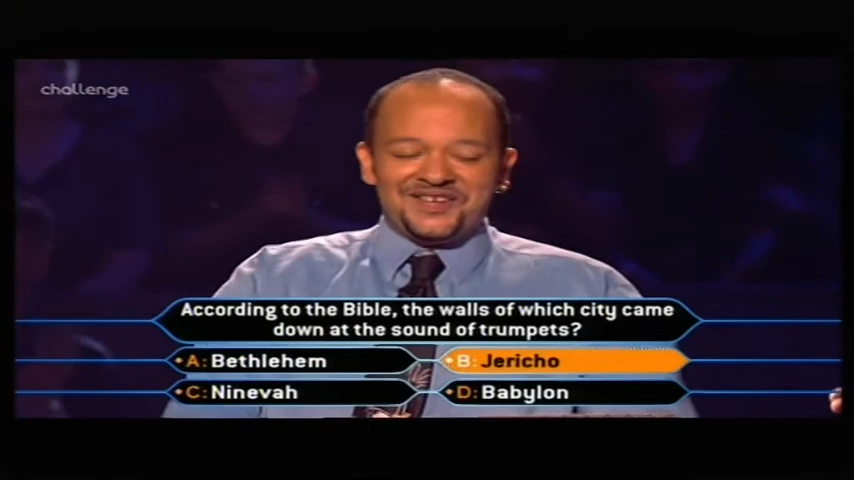 challenge
According to the Bible, the walls of which city came
down at the sound of trumpets?
A: Bethlehem
B: Jericho
C: Ninevah
D: Babylon